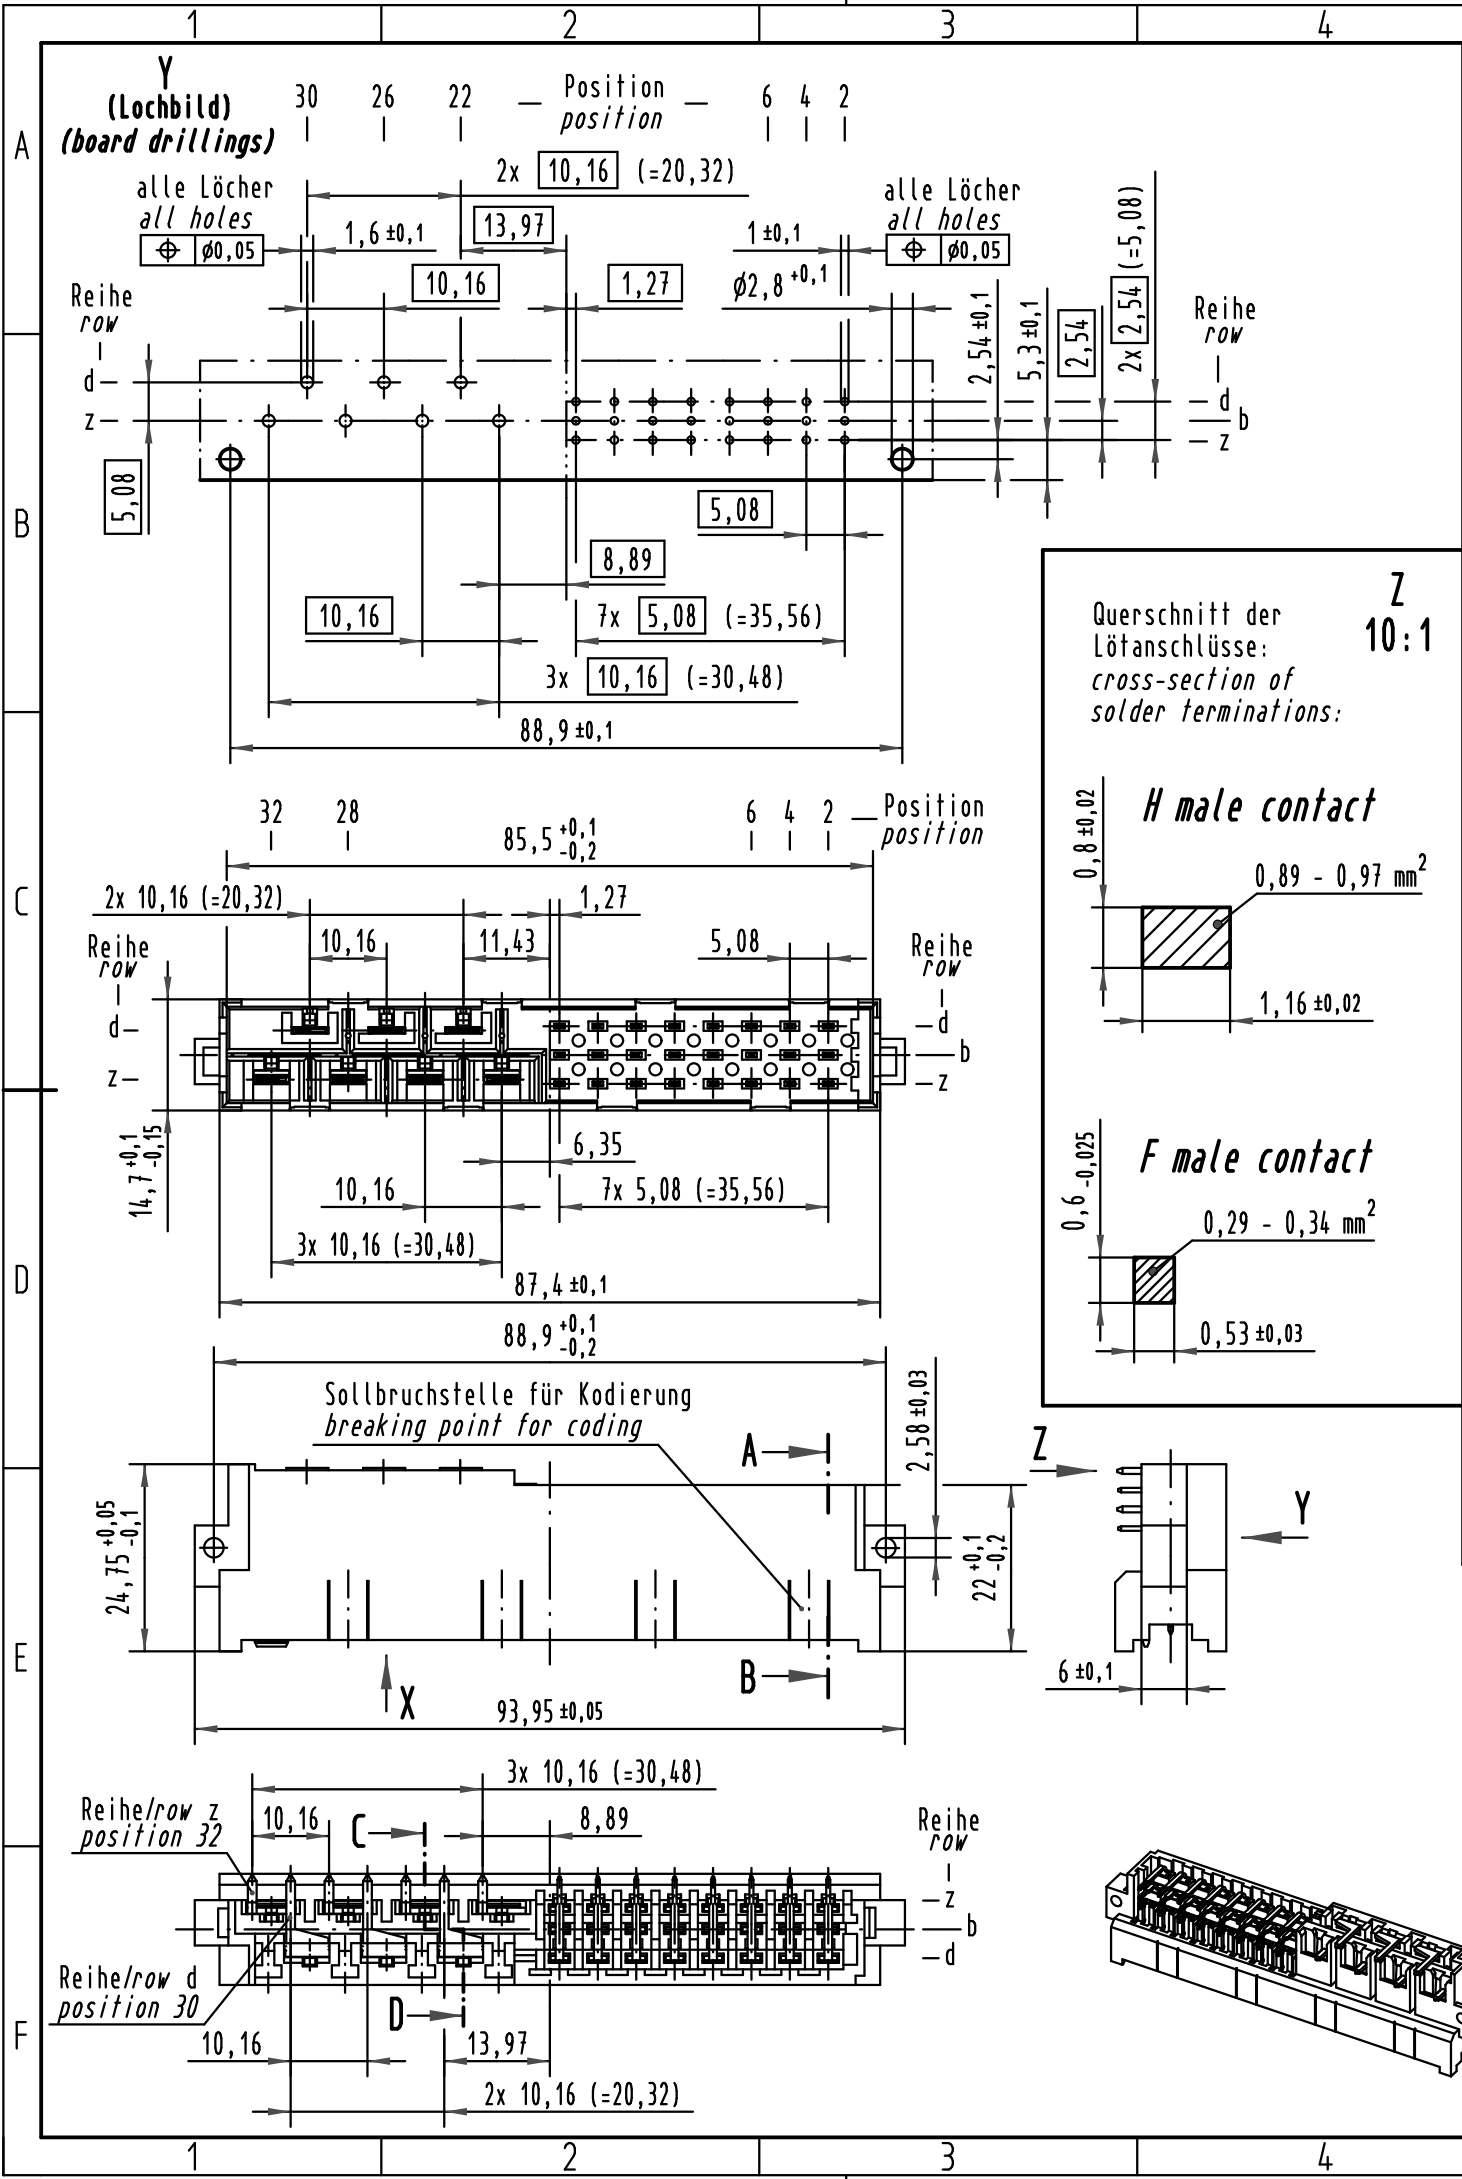 1 2 3 4
A
B
C
D
E
F
Y
(Lochbild)
(board drillings)
30 26 22 — Position — 6 4 2
position
2x 10,16 (=20,32)
alle Löcher
all holes
⌖ ø0,05
1,6 ±0,1
13,97
1 ±0,1
alle Löcher
all holes
⌖ ø0,05
10,16
1,27
ø2,8 +0,1
2,54 ±0,1
5,3 ±0,1
2,54
2x 2,54 (=5,08)
Reihe
row
d
z
Reihe
row
d
b
z
5,08
5,08
8,89
10,16
7x 5,08 (=35,56)
3x 10,16 (=30,48)
88,9 ±0,1
Z
10:1
Querschnitt der
Lötanschlüsse:
cross-section of
solder terminations:
H male contact
0,8 ±0,02
0,89 - 0,97 mm²
1,16 ±0,02
F male contact
0,6 -0,025
0,29 - 0,34 mm²
0,53 ±0,03
32 28 6 4 2 — Position
position
85,5 +0,1 -0,2
2x 10,16 (=20,32)
1,27
10,16
11,43
5,08
Reihe
row
d
z
Reihe
row
d
b
z
14,7 +0,1 -0,15
6,35
10,16
7x 5,08 (=35,56)
3x 10,16 (=30,48)
87,4 ±0,1
88,9 +0,1 -0,2
Sollbruchstelle für Kodierung
breaking point for coding
A
2,58 ±0,03
Z
Y
24,75 +0,05 -0,1
22 +0,1 -0,2
B
X
6 ±0,1
93,95 ±0,05
3x 10,16 (=30,48)
Reihe/row z
position 32
10,16
C
8,89
Reihe
row
z
b
d
Reihe/row d
position 30
D
10,16
13,97
2x 10,16 (=20,32)
1 2 3 4